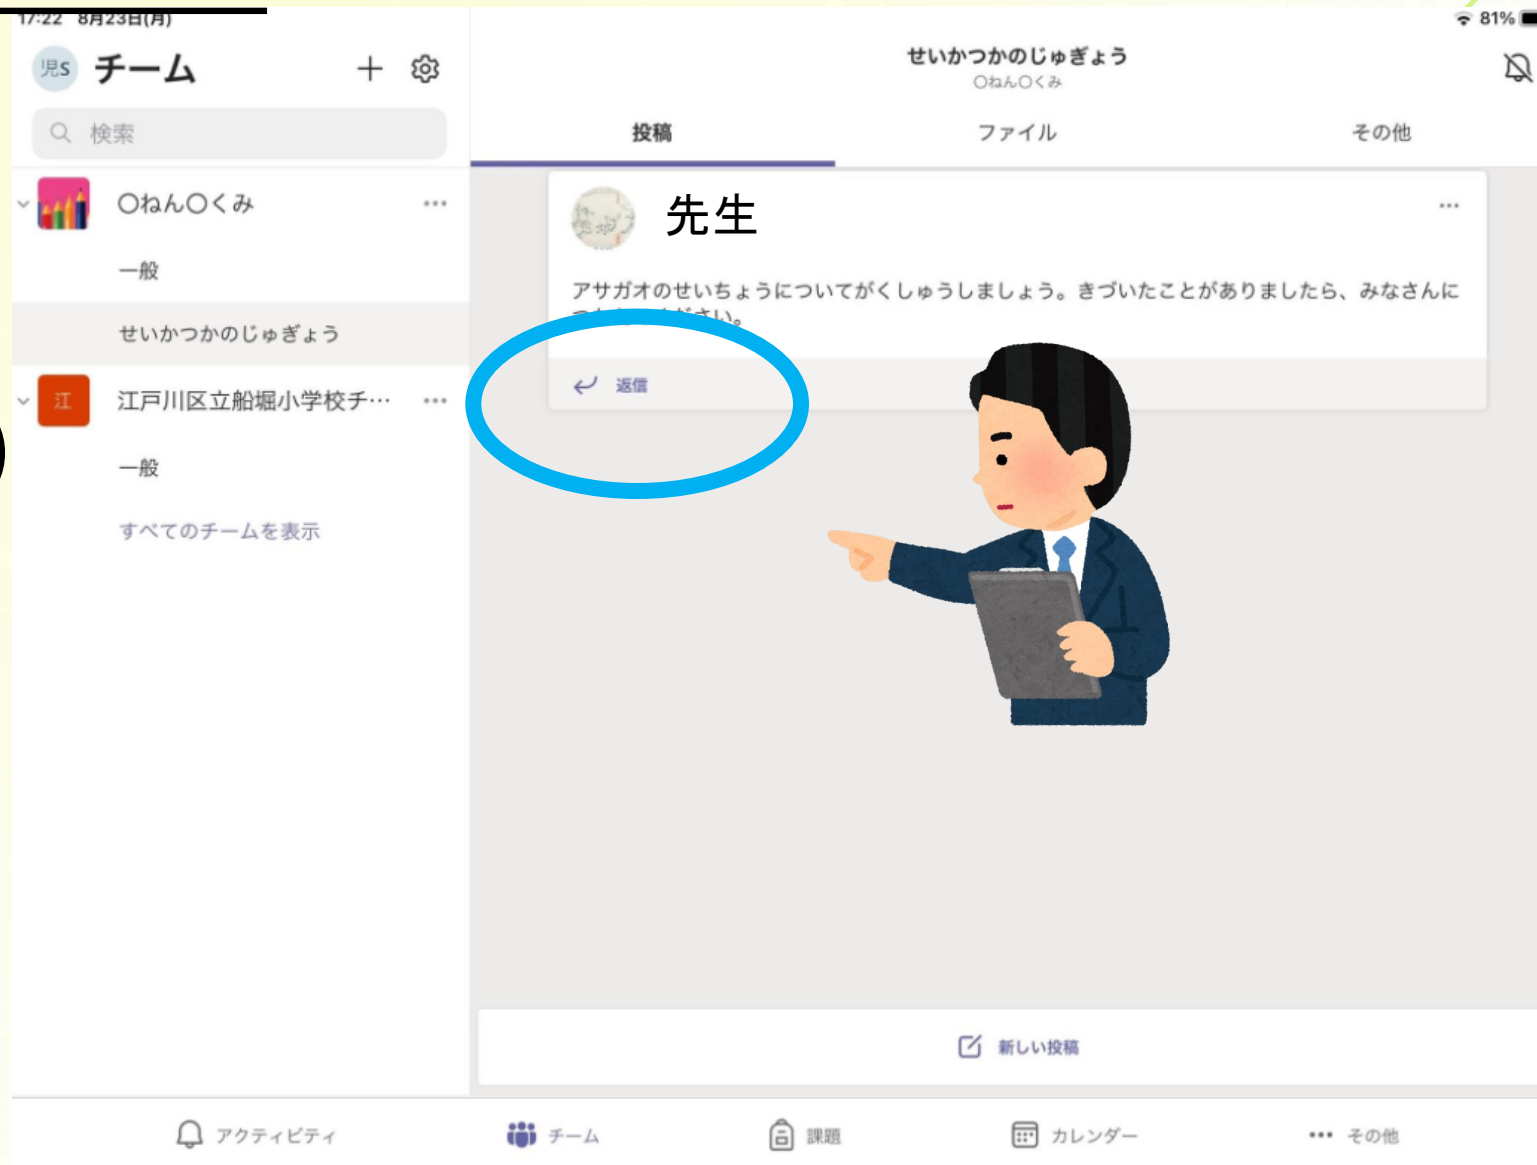 17:22 8月23日(月)
81%
児S チーム
検索
〇ねん〇くみ
一般
せいかつかのじゅぎょう
江 江戸川区立船堀小学校チ…
一般
すべてのチームを表示
せいかつかのじゅぎょう
〇ねん〇くみ
投稿 ファイル その他
先生
アサガオのせいちょうについてがくしゅうしましょう。きづいたことがありましたら、みなさんに
返信
新しい投稿
アクティビティ チーム 課題 カレンダー その他